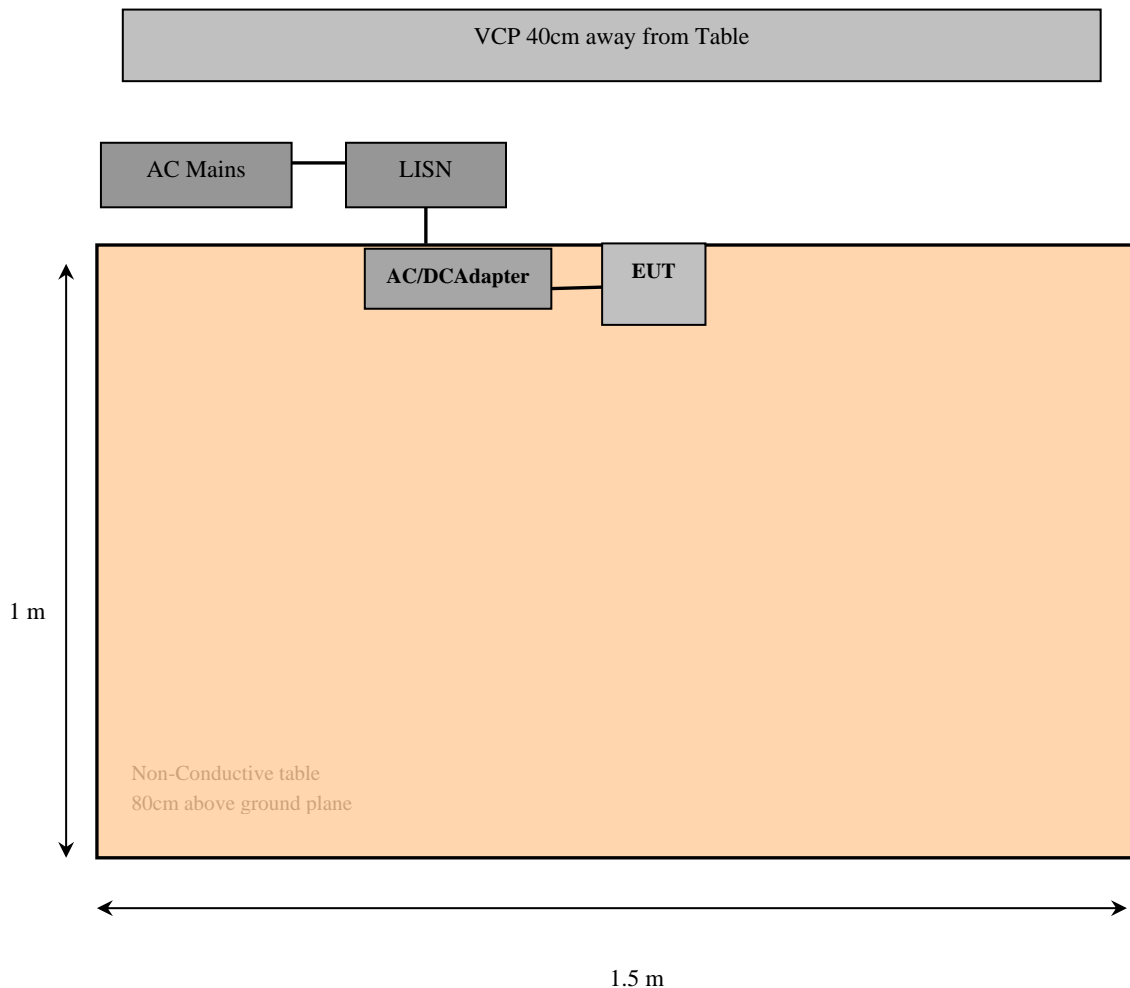 VCP 40cm away from Table
AC Mains
LISN
AC/DCAdapter
EUT
1 m
Non-Conductive table
80cm above ground plane
1.5 m